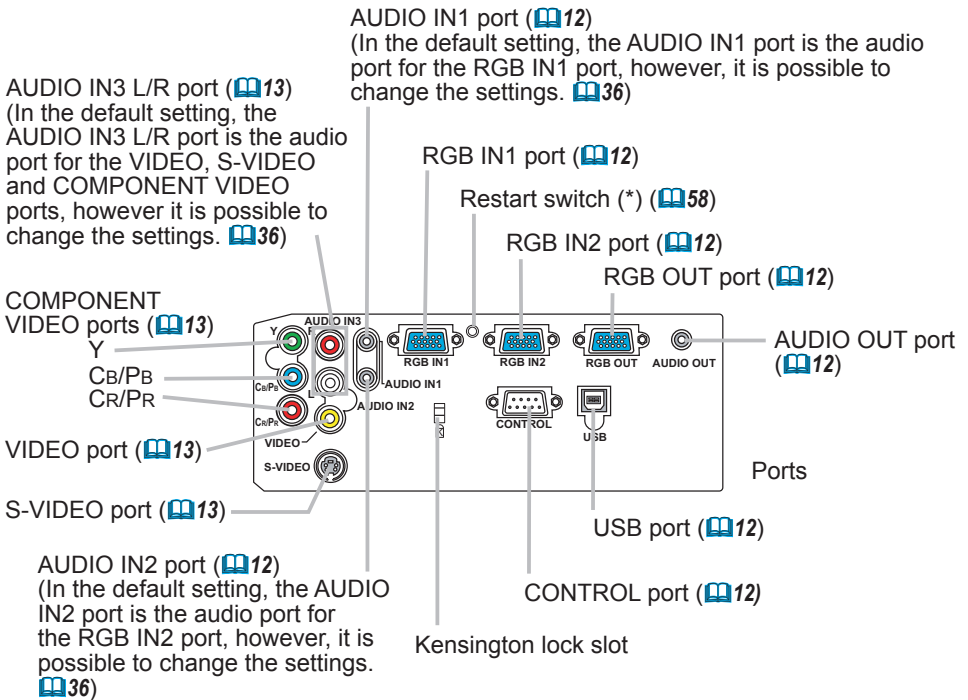 AUDIO IN1 port (12)
(In the default setting, the AUDIO IN1 port is the audio
port for the RGB IN1 port, however, it is possible to
change the settings. 36)
AUDIO IN3 L/R port (13)
(In the default setting, the
AUDIO IN3 L/R port is the audio
port for the VIDEO, S-VIDEO
and COMPONENT VIDEO
ports, however it is possible to
change the settings. 36)
RGB IN1 port (12)
Restart switch (*) (58)
RGB IN2 port (12)
RGB OUT port (12)
COMPONENT
VIDEO ports (13)
Y
CB/PB
CR/PR
VIDEO port (13)
S-VIDEO port (13)
AUDIO OUT port
(12)
Y
AUDIO IN3
R
L
CB/PB
CR/PR
AUDIO IN1
AUDIO IN2
VIDEO
S-VIDEO
RGB IN1
RGB IN2
RGB OUT
AUDIO OUT
CONTROL
USB
Ports
USB port (12)
CONTROL port (12)
Kensington lock slot
AUDIO IN2 port (12)
(In the default setting, the AUDIO
IN2 port is the audio port for
the RGB IN2 port, however, it is
possible to change the settings.
36)